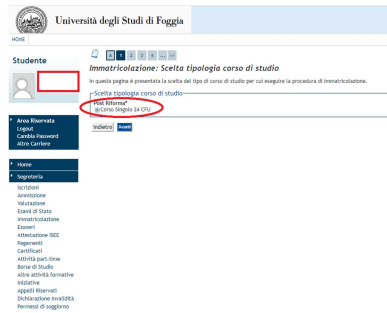 Università degli Studi di Foggia
HOME
Studente
A 1 2 3 4 ... >>
Immatricolazione: Scelta tipologia corso di studio
In questa pagina è presentata la scelta del tipo di corso di studio per cui eseguire la procedura di immatricolazione.
Scelta tipologia corso di studio
Post Riforma*
Corso Singolo 24 CFU
Indietro Avanti
Area Riservata
Logout
Cambia Password
Altre Carriere
Home
Segreteria
Iscrizioni
Ammissione
Valutazione
Esami di Stato
Immatricolazione
Esoneri
Attestazione ISEE
Pagamenti
Certificati
Attività part-time
Borse di Studio
Altre attività formative
Iniziative
Appelli Riservati
Dichiarazione Invalidità
Permessi di soggiorno